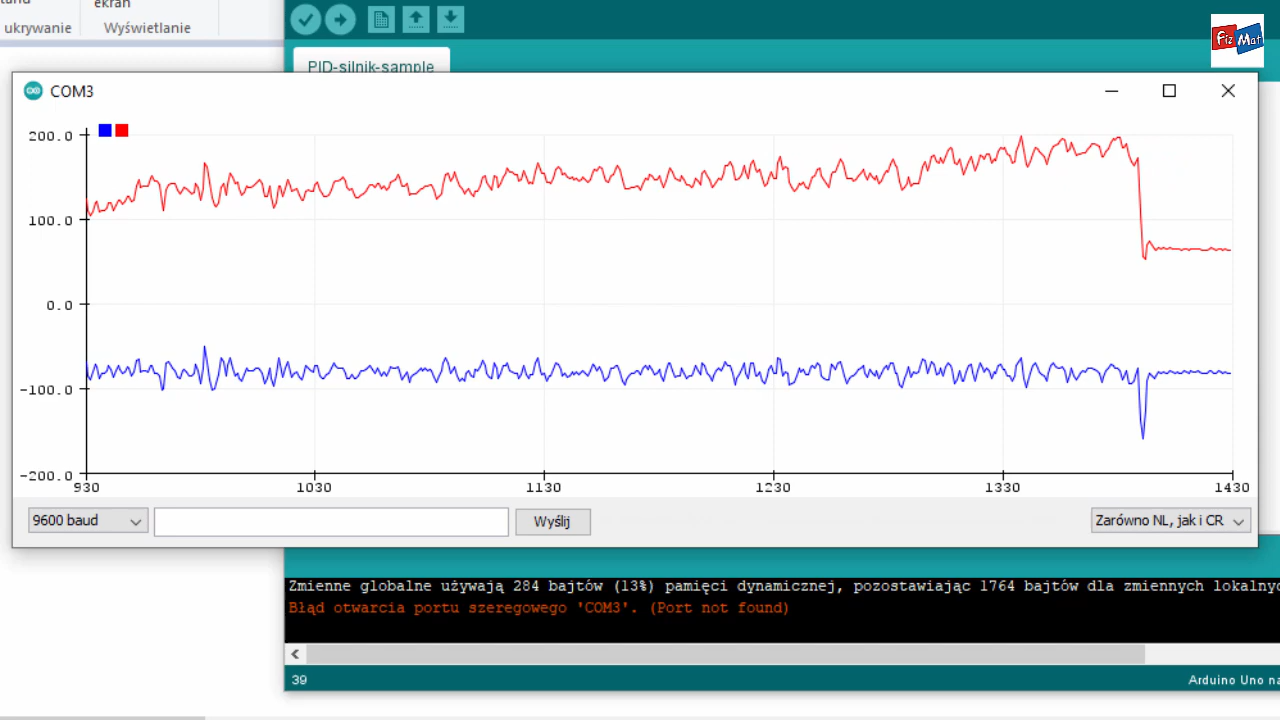 ekran
ukrywanie
Wyświetlanie
PID-silnik-sample
Fiz Mat
COM3
200.0
100.0
0.0
-100.0
-200.0
930
1030
1130
1230
1330
1430
9600 baud
Wyślij
Zarówno NL, jak i CR
Zmienne globalne używają 284 bajtów (13%) pamięci dynamicznej, pozostawiając 1764 bajtów dla zmiennych lokalnyc
Błąd otwarcia portu szeregowego 'COM3'. (Port not found)
39
Arduino Uno na